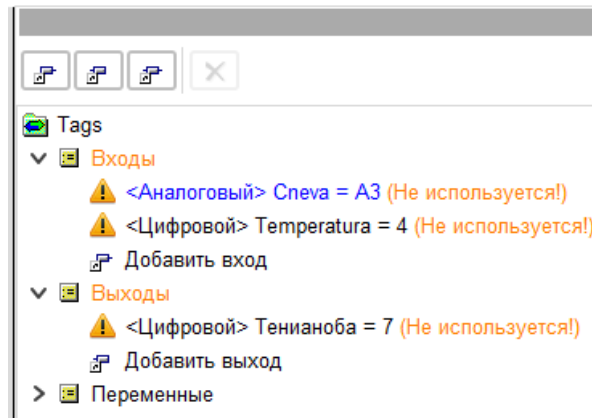 Tags
Входы
<Аналоговый> Cneva = A3 (Не используется!)
<Цифровой> Temperatura = 4 (Не используется!)
Добавить вход
Выходы
<Цифровой> Тенианоба = 7 (Не используется!)
Добавить выход
Переменные